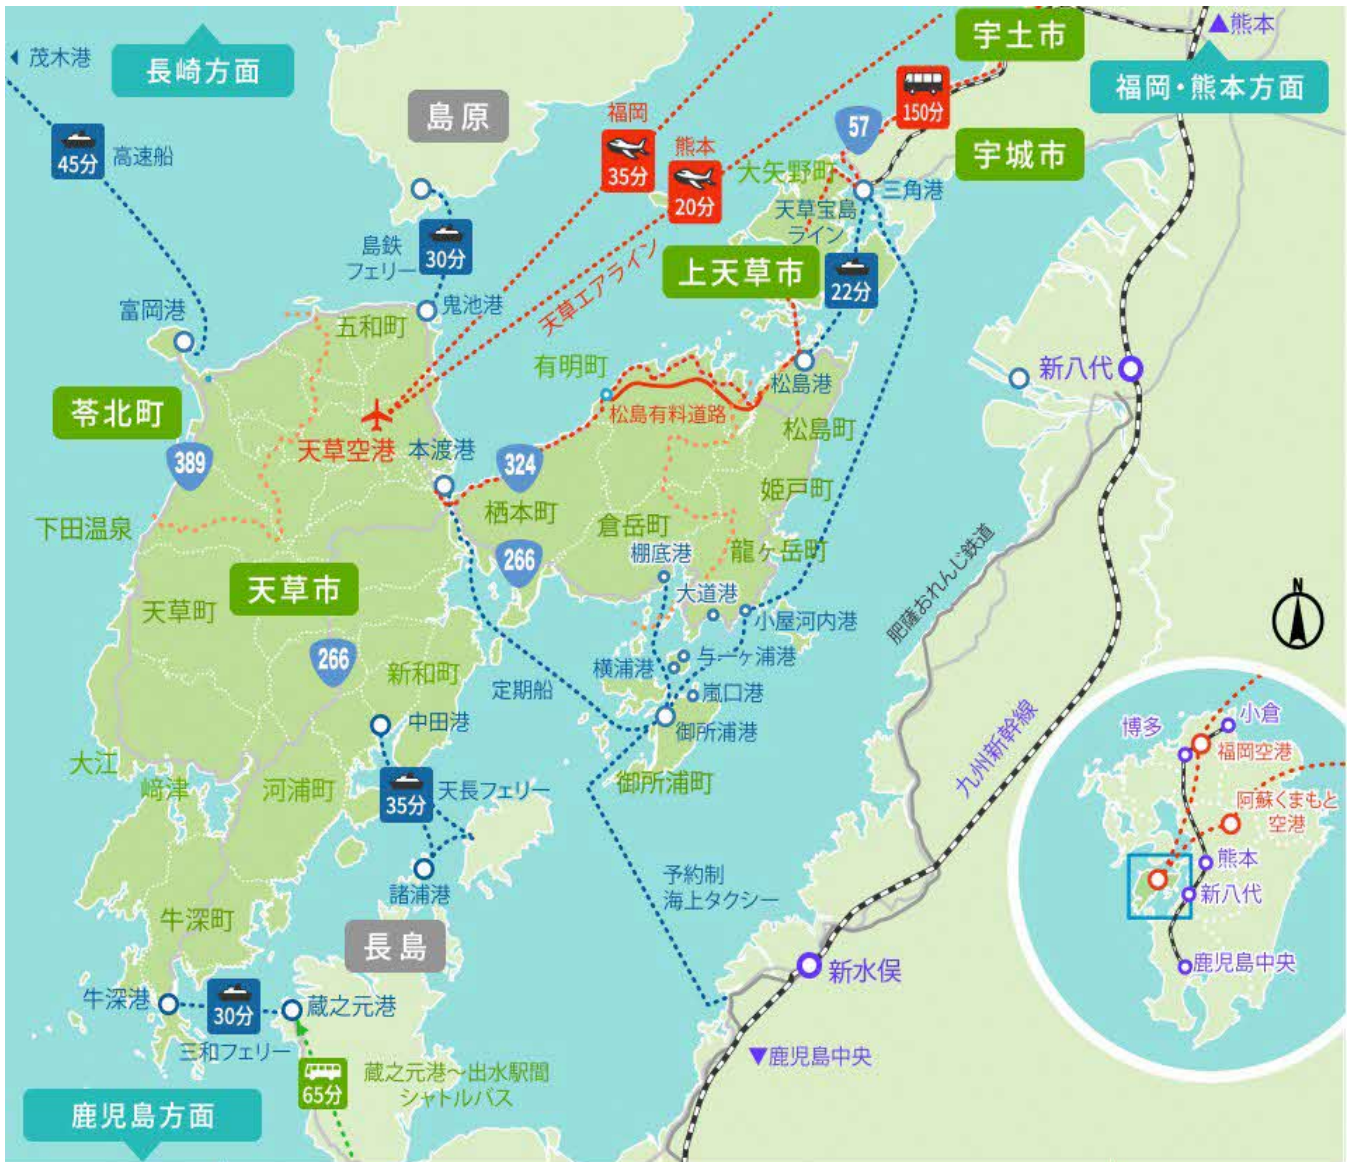 茂木港
長崎方面
島原
宇土市
▲熊本
福岡・熊本方面
45分
高速船
福岡
35分
熊本
20分
57
150分
宇城市
大矢野町
三角港
天草宝島
ライン
島鉄
フェリー
30分
上天草市
22分
天草エアライン
富岡港
鬼池港
五和町
有明町
松島港
新八代
苓北町
松島有料道路
天草空港
本渡港
松島町
389
324
姫戸町
栖本町
倉岳町
下田温泉
棚底港
龍ヶ岳町
266
天草市
大道港
小屋河内港
肥薩おれんじ鉄道
N
天草町
266
新和町
横浦港
与一ヶ浦港
定期船
嵐口港
中田港
御所浦港
九州新幹線
大江
﨑津
河浦町
35分
天長フェリー
御所浦町
博多
小倉
福岡空港
阿蘇くまもと
空港
熊本
新八代
鹿児島中央
諸浦港
予約制
海上タクシー
牛深町
長島
新水俣
牛深港
30分
蔵之元港
三和フェリー
▼鹿児島中央
65分
蔵之元港～出水駅間
シャトルバス
鹿児島方面